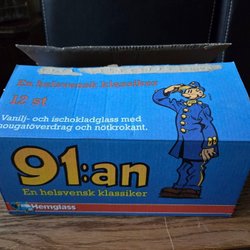 En helsvensk klassiker
12 st
Vanilj- och ischokladglass med
nougatöverdrag och nötkrokant.
91:an
En helsvensk klassiker
Hemglass